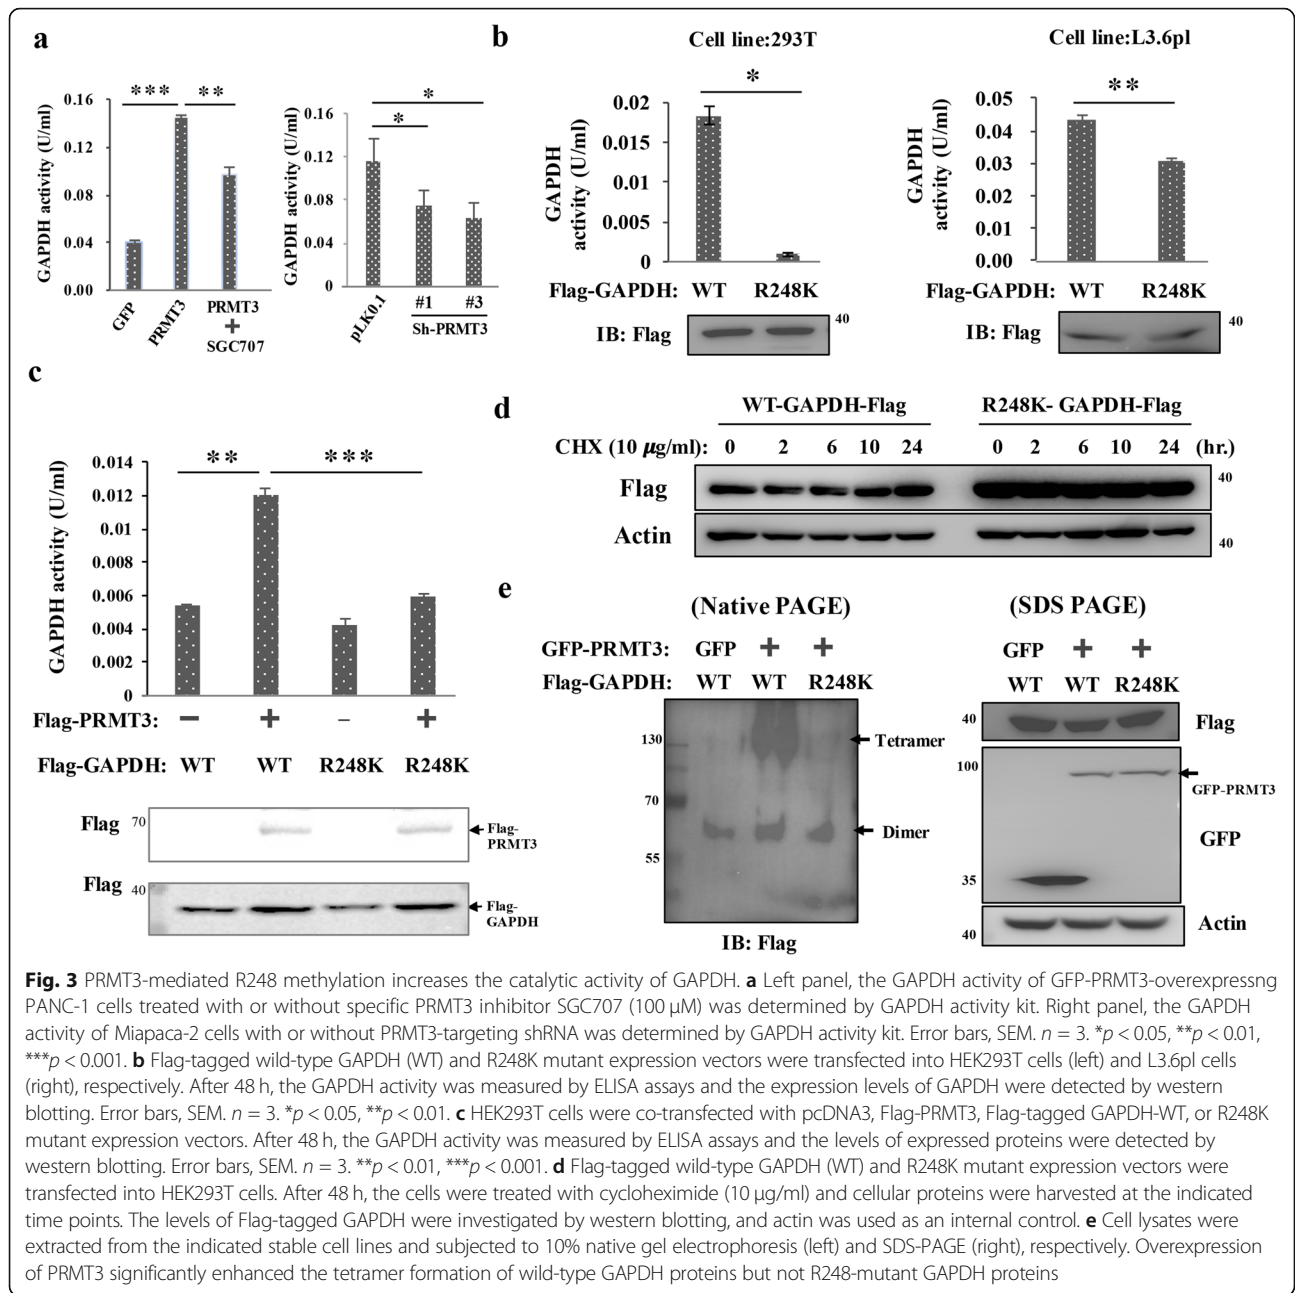 a
***
**
GAPDH activity (U/ml)
0.16
0.12
0.08
0.04
0.00
GFP
PRMT3
PRMT3
+
SGC707
*
*
GAPDH activity (U/ml)
0.16
0.12
0.08
0.04
0
pLK0.1
#1
#3
Sh-PRMT3
b
Cell line:293T
*
GAPDH
activity (U/ml)
0.02
0.015
0.01
0.005
0
Flag-GAPDH: WT R248K
IB: Flag
40
Cell line:L3.6pl
**
GAPDH
activity (U/ml)
0.05
0.04
0.03
0.02
0.01
0.00
Flag-GAPDH: WT R248K
IB: Flag
40
c
**
***
GAPDH activity (U/ml)
0.014
0.012
0.01
0.008
0.006
0.004
0.002
0
Flag-PRMT3: − + − +
Flag-GAPDH: WT WT R248K R248K
Flag 70
Flag-
PRMT3
Flag 40
Flag-
GAPDH
d
WT-GAPDH-Flag R248K- GAPDH-Flag
CHX (10 μg/ml): 0 2 6 10 24 0 2 6 10 24 (hr.)
Flag 40
Actin 40
e
(Native PAGE)
GFP-PRMT3: GFP + +
Flag-GAPDH: WT WT R248K
130
Tetramer
70
Dimer
55
IB: Flag
(SDS PAGE)
GFP + +
WT WT R248K
40 Flag
100
GFP-PRMT3
GFP
35
Actin
40
Fig. 3 PRMT3-mediated R248 methylation increases the catalytic activity of GAPDH. a Left panel, the GAPDH activity of GFP-PRMT3-overexpressng
PANC-1 cells treated with or without specific PRMT3 inhibitor SGC707 (100 μM) was determined by GAPDH activity kit. Right panel, the GAPDH
activity of Miapaca-2 cells with or without PRMT3-targeting shRNA was determined by GAPDH activity kit. Error bars, SEM. n = 3. *p < 0.05, **p < 0.01,
***p < 0.001. b Flag-tagged wild-type GAPDH (WT) and R248K mutant expression vectors were transfected into HEK293T cells (left) and L3.6pl cells
(right), respectively. After 48 h, the GAPDH activity was measured by ELISA assays and the expression levels of GAPDH were detected by western
blotting. Error bars, SEM. n = 3. *p < 0.05, **p < 0.01. c HEK293T cells were co-transfected with pcDNA3, Flag-PRMT3, Flag-tagged GAPDH-WT, or R248K
mutant expression vectors. After 48 h, the GAPDH activity was measured by ELISA assays and the levels of expressed proteins were detected by
western blotting. Error bars, SEM. n = 3. **p < 0.01, ***p < 0.001. d Flag-tagged wild-type GAPDH (WT) and R248K mutant expression vectors were
transfected into HEK293T cells. After 48 h, the cells were treated with cycloheximide (10 μg/ml) and cellular proteins were harvested at the indicated
time points. The levels of Flag-tagged GAPDH were investigated by western blotting, and actin was used as an internal control. e Cell lysates were
extracted from the indicated stable cell lines and subjected to 10% native gel electrophoresis (left) and SDS-PAGE (right), respectively. Overexpression
of PRMT3 significantly enhanced the tetramer formation of wild-type GAPDH proteins but not R248-mutant GAPDH proteins